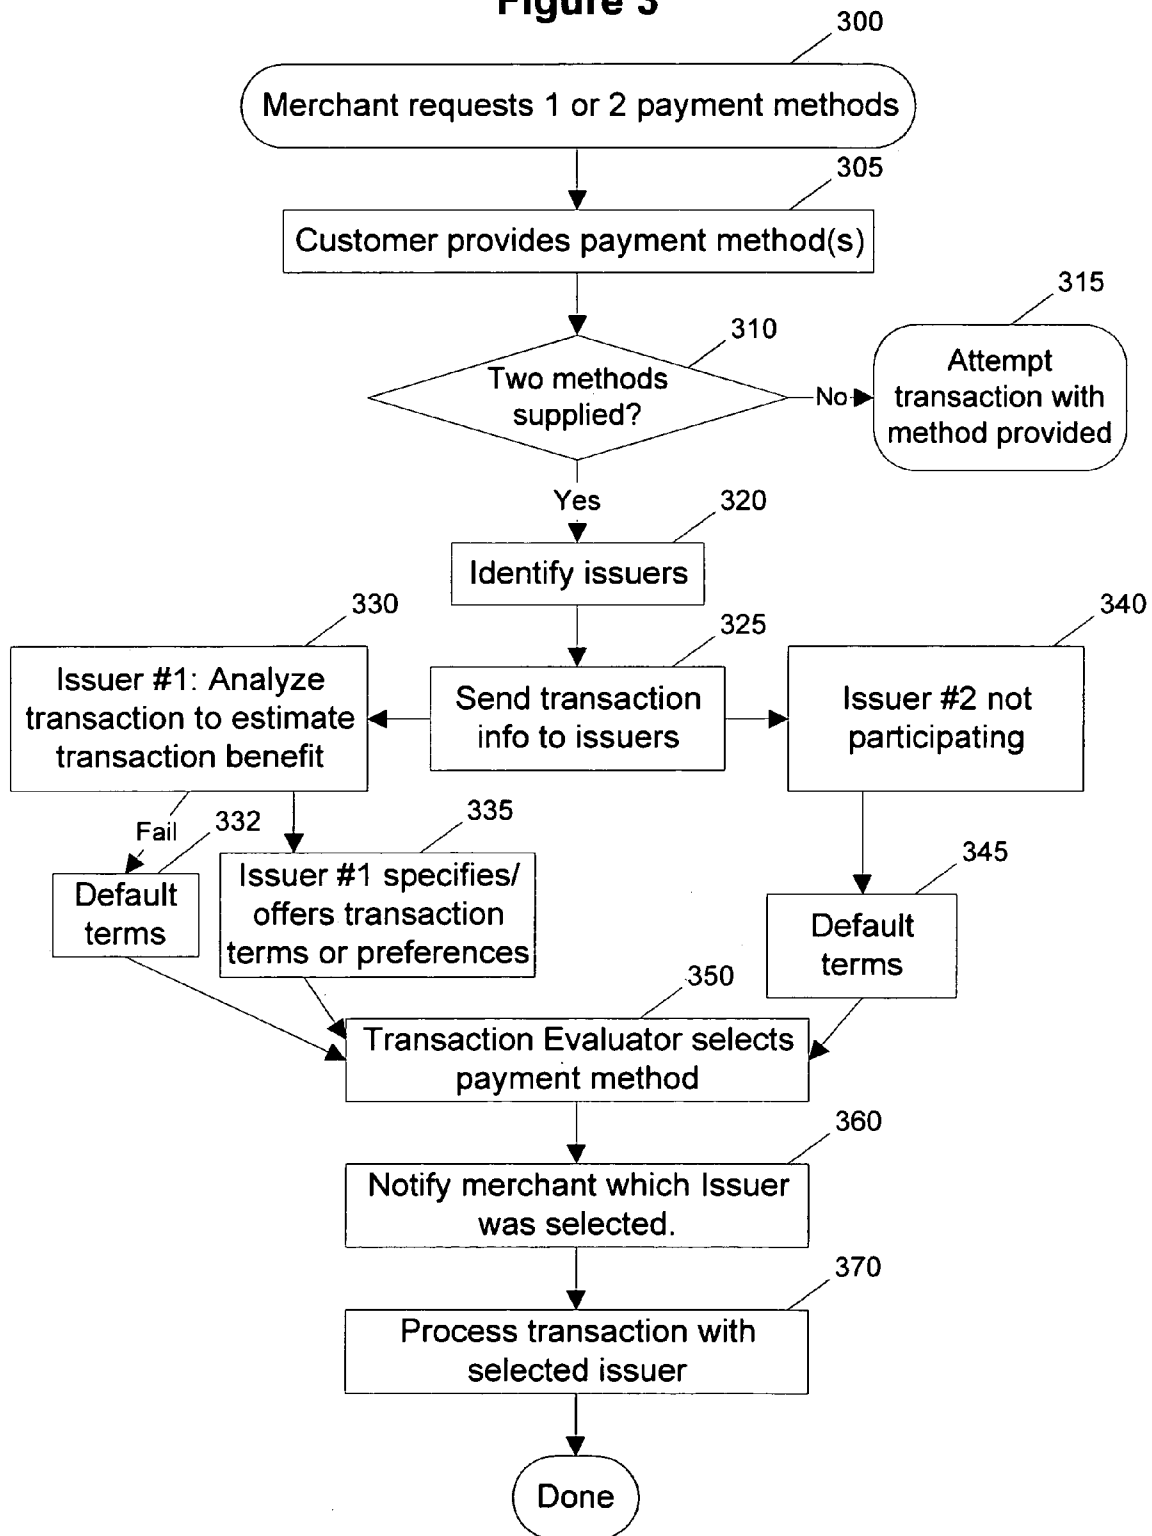 Figure 3
300
Merchant requests 1 or 2 payment methods
305
Customer provides payment method(s)
310
Two methods
supplied?
No
315
Attempt
transaction with
method provided
Yes
320
Identify issuers
325
Send transaction
info to issuers
330
Issuer #1: Analyze
transaction to estimate
transaction benefit
340
Issuer #2 not
participating
Fail
332
Default
terms
335
Issuer #1 specifies/
offers transaction
terms or preferences
345
Default
terms
350
Transaction Evaluator selects
payment method
360
Notify merchant which Issuer
was selected.
370
Process transaction with
selected issuer
Done